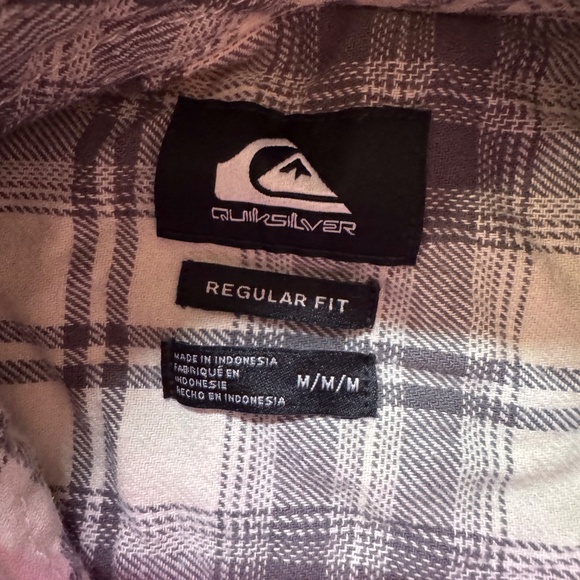 QUIKSILVER
REGULAR FIT
MADE IN INDONESIA
FABRIQUÉ EN
INDONESIE
HECHO EN INDONESIA
M/M/M